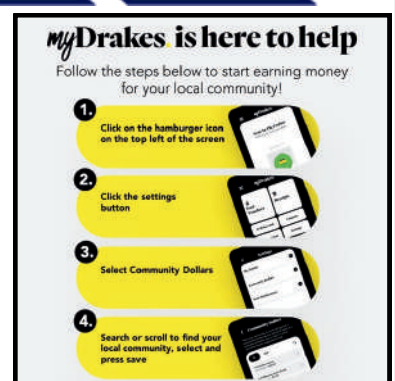 myDrakes. is here to help
Follow the steps below to start earning money
for your local community!
1.
Click on the hamburger icon
on the top left of the screen
2.
Click the settings
button
3.
Select Community Dollars
4.
Search or scroll to find your
local community, select and
press save